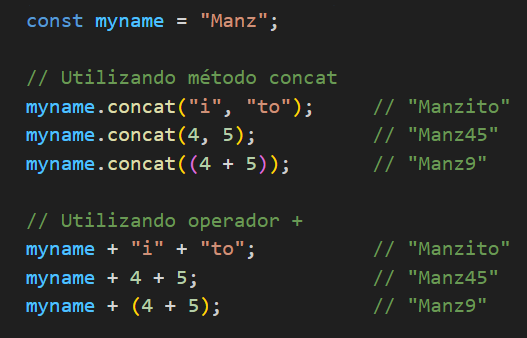 const myname = "Manz";
// Utilizando método concat
myname.concat("i", "to"); // "Manzito"
myname.concat(4, 5); // "Manz45"
myname.concat((4 + 5)); // "Manz9"
// Utilizando operador +
myname + "i" + "to"; // "Manzito"
myname + 4 + 5; // "Manz45"
myname + (4 + 5); // "Manz9"